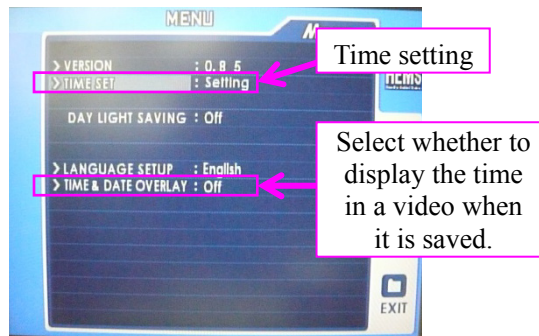 MENU
> VERSION : 0. 8 5
> TIME SET : Setting
DAY LIGHT SAVING : Off
> LANGUAGE SETUP : English
> TIME & DATE OVERLAY : Off
EXIT
Time setting
Select whether to
display the time
in a video when
it is saved.